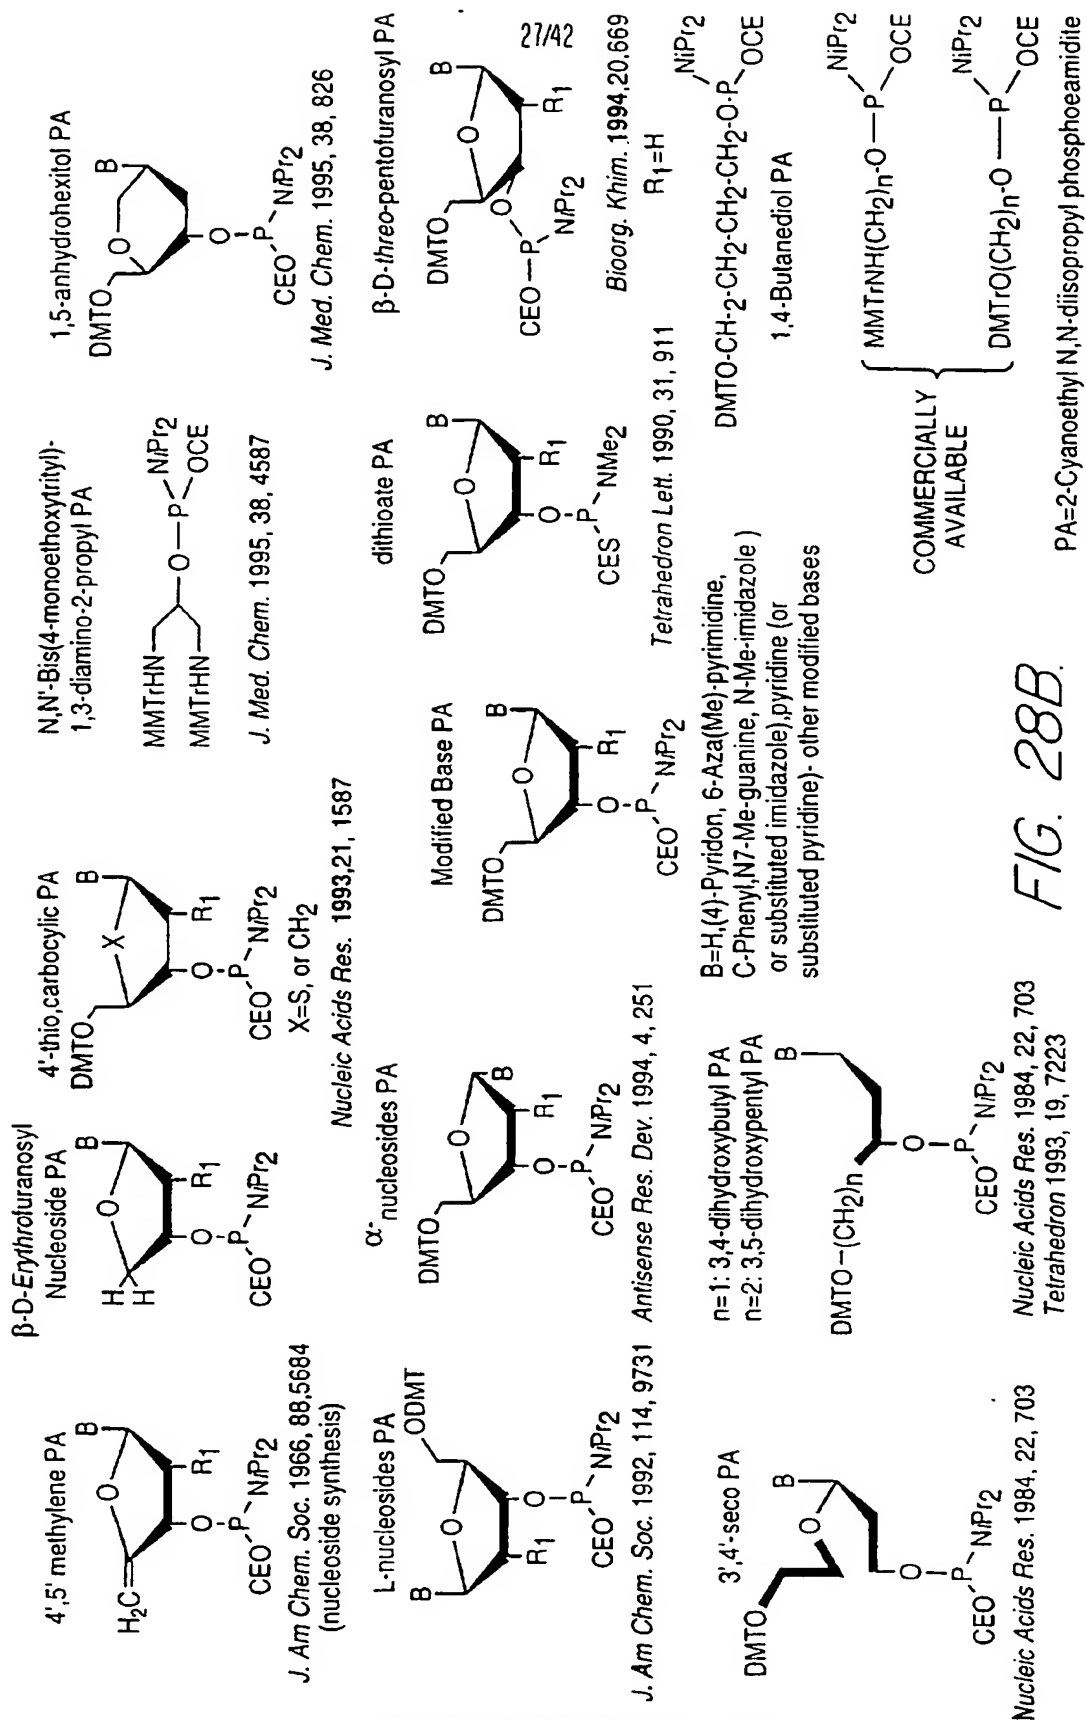 27/42
4',5' methylene PA
H2C
O
B
R1
O
P
CEO
NiPr2
J. Am Chem. Soc. 1966, 88,5684
(nucleoside synthesis)
β-D-Erythrofuranosyl
Nucleoside PA
H
H
O
B
R1
O
P
CEO
NiPr2
4'-thio,carbocylic PA
DMTO
X
B
R1
O
P
CEO
NiPr2
X=S, or CH2
Nucleic Acids Res. 1993,21, 1587
N,N'-Bis(4-monoethoxytrityl)-
1,3-diamino-2-propyl PA
MMTrHN
MMTrHN
O
P
NiPr2
OCE
J. Med. Chem. 1995, 38, 4587
1,5-anhydrohexitol PA
DMTO
O
B
O
P
CEO
NiPr2
J. Med. Chem. 1995, 38, 826
L-nucleosides PA
B
O
ODMT
R1
O
P
CEO
NiPr2
J. Am Chem. Soc. 1992, 114, 9731
α-
nucleosides PA
DMTO
O
B
R1
O
P
CEO
NiPr2
Antisense Res. Dev. 1994, 4, 251
Modified Base PA
DMTO
O
B
R1
O
P
CEO
NiPr2
B=H,(4)-Pyridon, 6-Aza(Me)-pyrimidine,
C-Phenyl,N7-Me-guanine, N-Me-imidazole )
or substituted imidazole),pyridine (or
substituted pyridine)- other modified bases
dithioate PA
DMTO
O
B
R1
O
P
CES
NMe2
Tetrahedron Lett. 1990, 31, 911
β-D-threo-pentofuranosyl PA
DMTO
O
B
R1
O
CEO
P
NiPr2
Bioorg. Khim. 1994,20.669
R1=H
3',4'-seco PA
DMTO
O
B
O
P
CEO
NiPr2
Nucleic Acids Res. 1984, 22, 703
n=1: 3,4-dihydroxybutyl PA
n=2: 3,5-dihydroxypentyl PA
DMTO-(CH2)n
B
O
P
CEO
NiPr2
Nucleic Acids Res. 1984, 22, 703
Tetrahedron 1993, 19, 7223
DMTO-CH-2-CH2-CH2-CH2-O-P
NiPr2
OCE
1,4-Butanediol PA
COMMERCIALLY
AVAILABLE
MMTrNH(CH2)n-O-P
NiPr2
OCE
DMTrO(CH2)n-O-P
NiPr2
OCE
PA=2-Cyanoethyl N,N-diisopropyl phosphoeamidite
FIG. 28B.